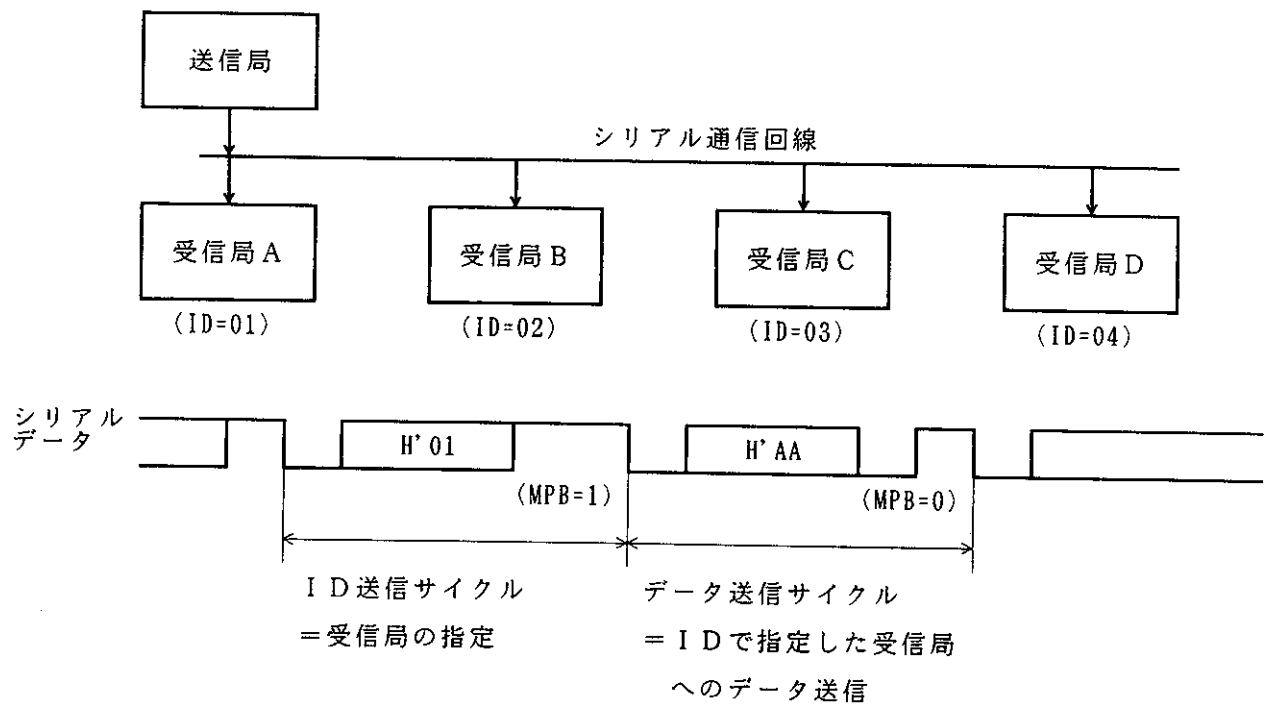 送信局
シリアル通信回線
受信局A
受信局B
受信局C
受信局D
(ID=01)
(ID=02)
(ID=03)
(ID=04)
シリアル
データ
H'01
H'AA
(MPB=1)
(MPB=0)
ID送信サイクル
=受信局の指定
データ送信サイクル
=IDで指定した受信局
へのデータ送信